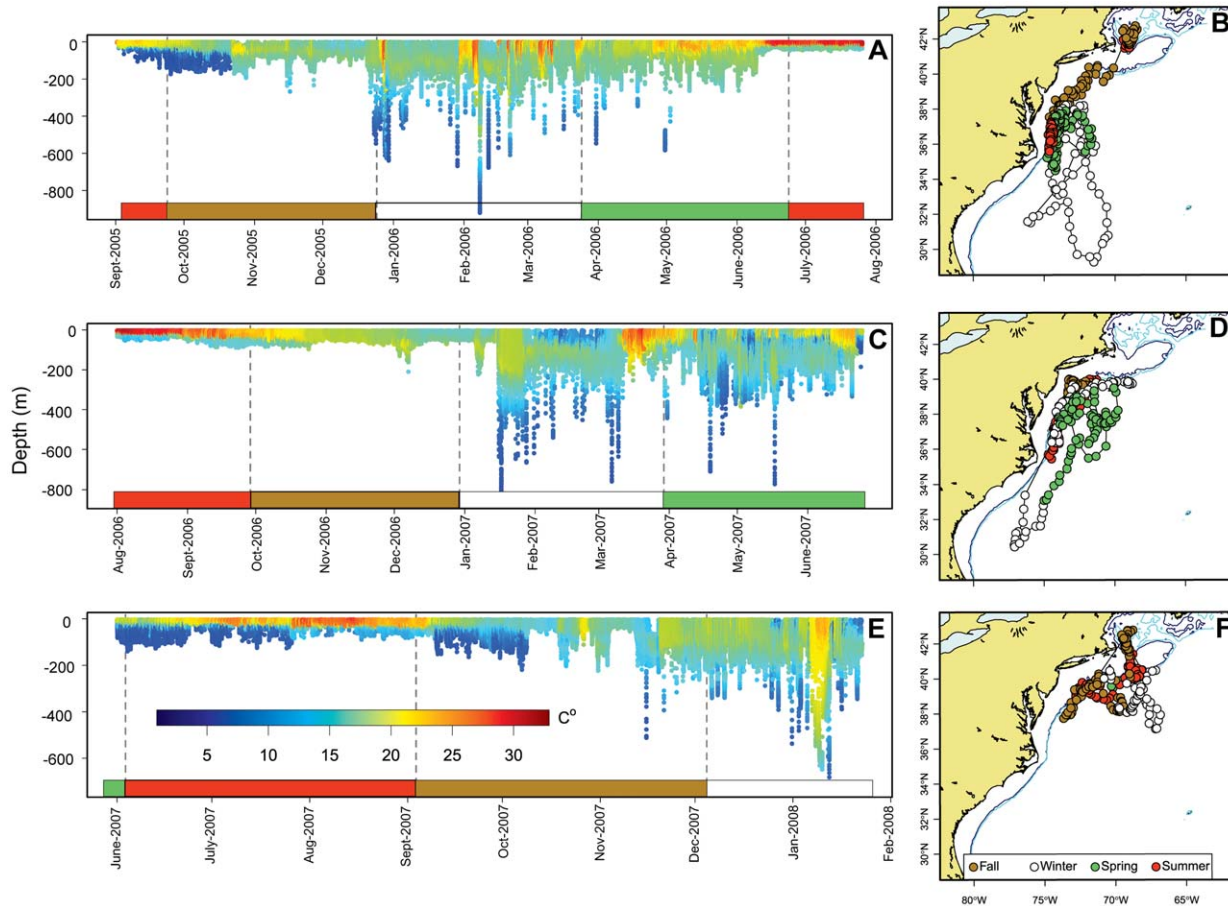 A
0
-200
-400
-600
-800
Sept-2005
Oct-2005
Nov-2005
Dec-2005
Jan-2006
Feb-2006
Mar-2006
Apr-2006
May-2006
June-2006
July-2006
Aug-2006
B
42°N
40°N
38°N
36°N
34°N
32°N
30°N
C
Depth (m)
0
-200
-400
-600
-800
Aug-2006
Sept-2006
Oct-2006
Nov-2006
Dec-2006
Jan-2007
Feb-2007
Mar-2007
Apr-2007
May-2007
June-2007
D
42°N
40°N
38°N
36°N
34°N
32°N
30°N
E
0
-200
-400
-600
C°
5 10 15 20 25 30
June-2007
July-2007
Aug-2007
Sept-2007
Oct-2007
Nov-2007
Dec-2007
Jan-2008
Feb-2008
F
42°N
40°N
38°N
36°N
34°N
32°N
30°N
Fall Winter Spring Summer
80°W 75°W 70°W 65°W